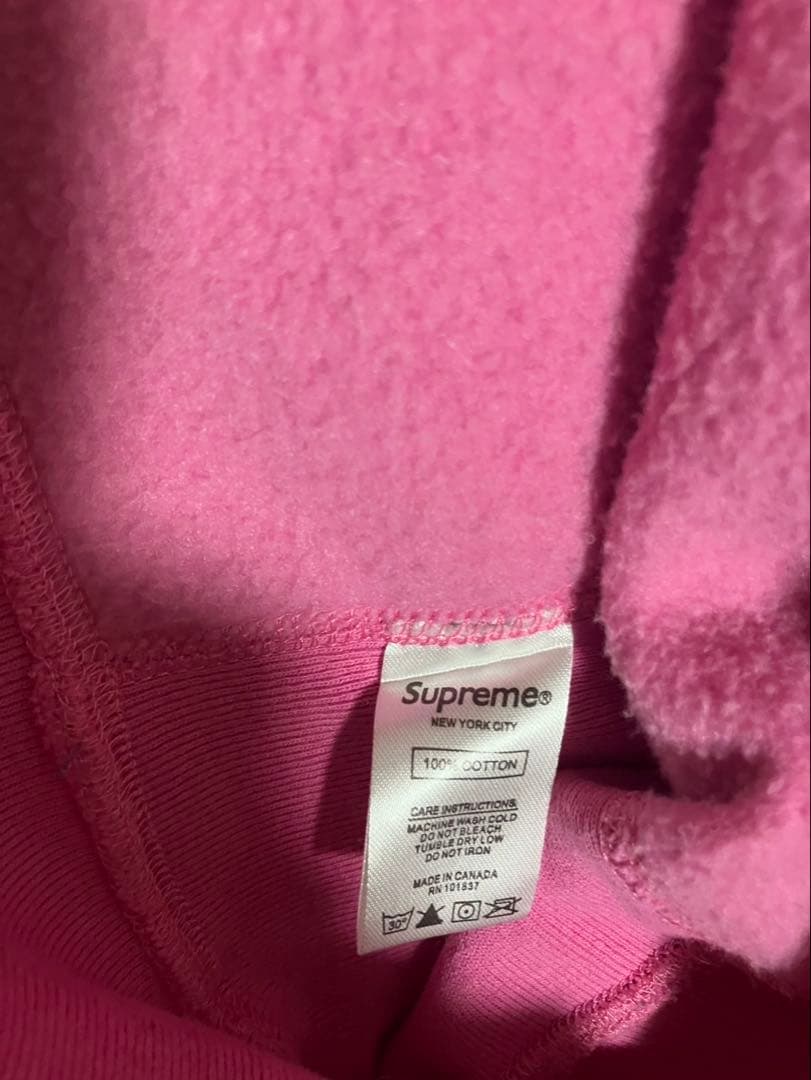 Supreme®
NEW YORK CITY
100% COTTON
CARE INSTRUCTIONS
MACHINE WASH COLD
DO NOT BLEACH
TUMBLE DRY LOW
DO NOT IRON
MADE IN CANADA
RN 101837
30°